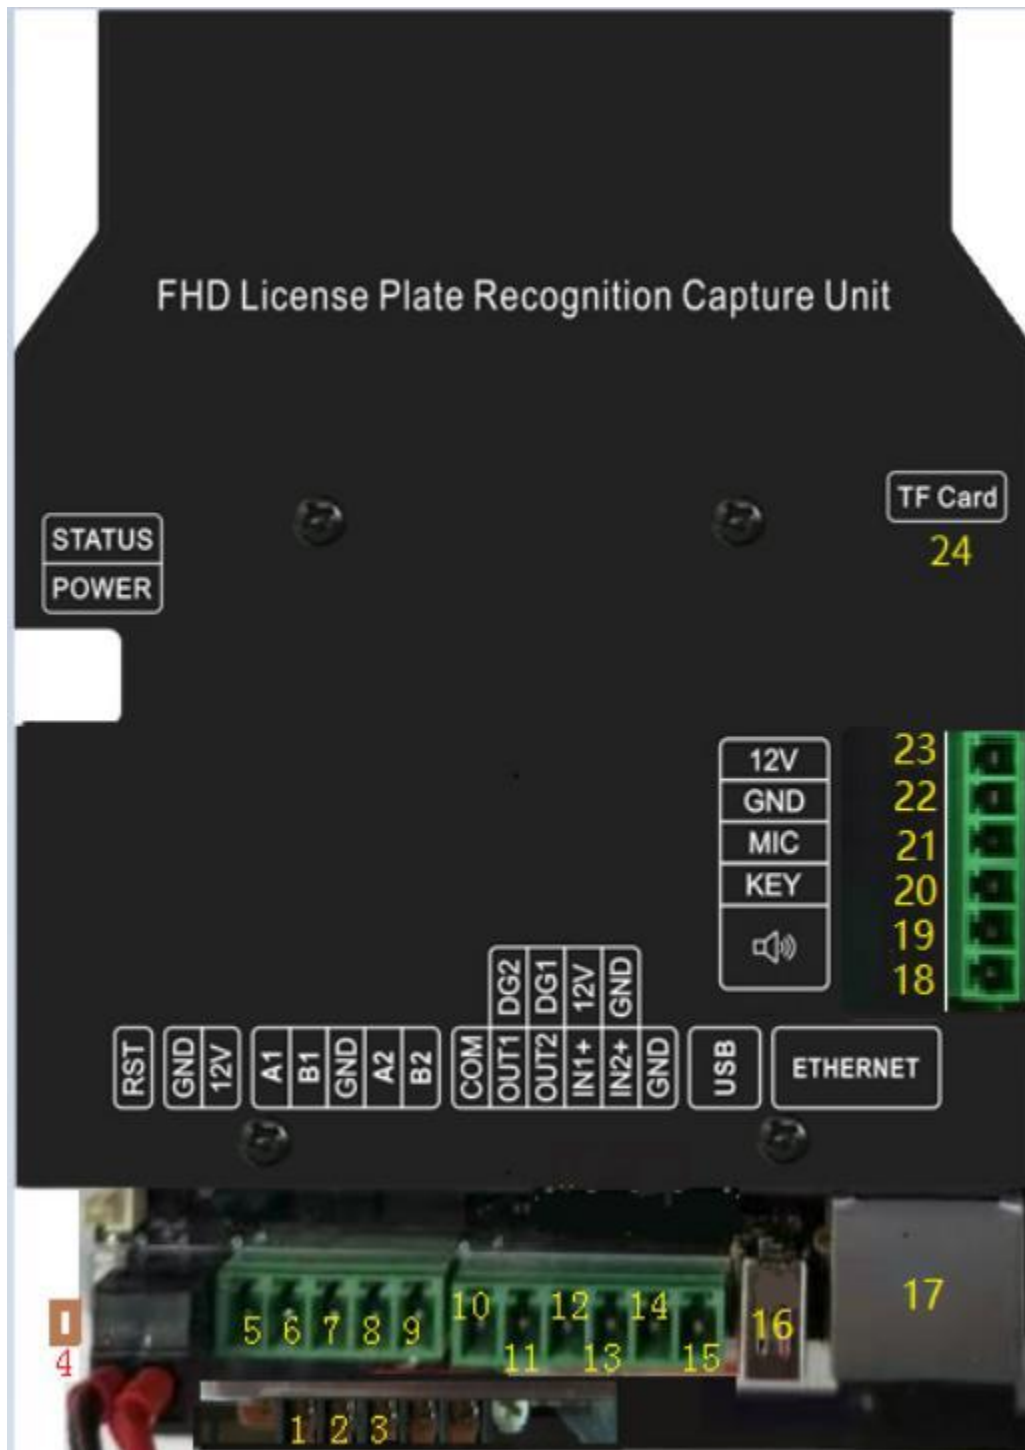 FHD License Plate Recognition Capture Unit
TF Card
24
STATUS
POWER
12V 23
GND 22
MIC 21
KEY 20
19
18
DG2 DG1 12V GND
RST GND 12V A1 B1 GND A2 B2 COM OUT1 OUT2 IN1+ IN2+ GND USB ETHERNET
4 5 6 7 8 9 10 11 12 13 14 15 16 17
1 2 3